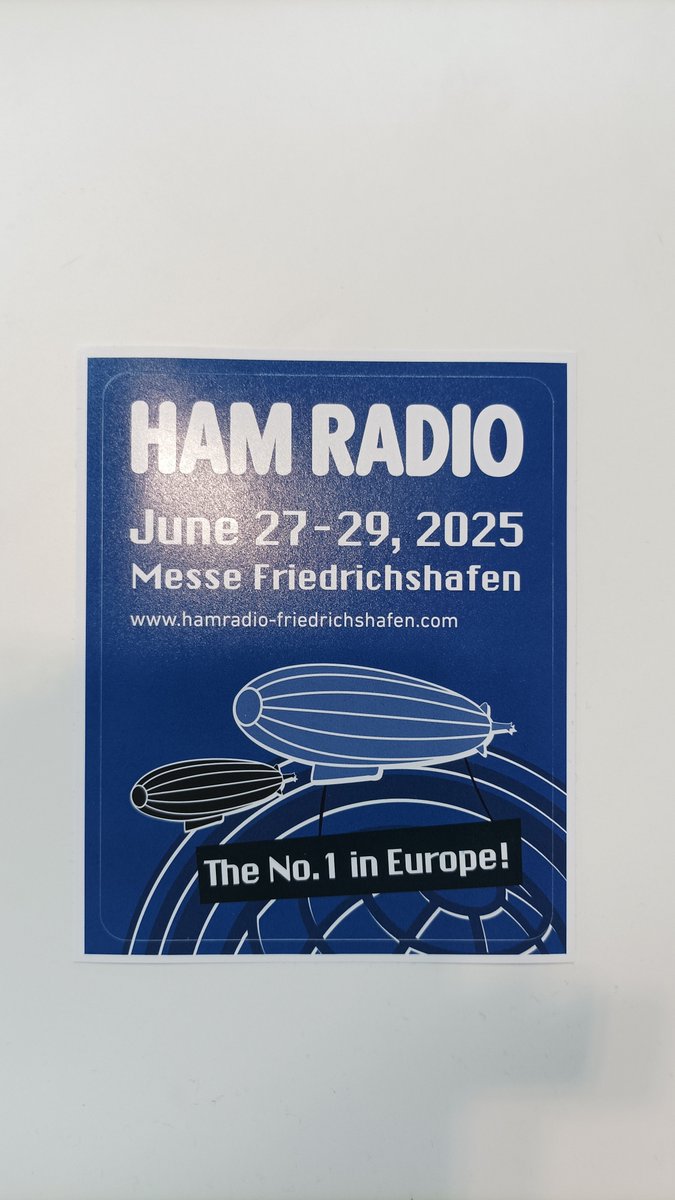 HAM RADIO
June 27-29, 2025
Messe Friedrichshafen
www.hamradio-friedrichshafen.com
The No.1 in Europe!